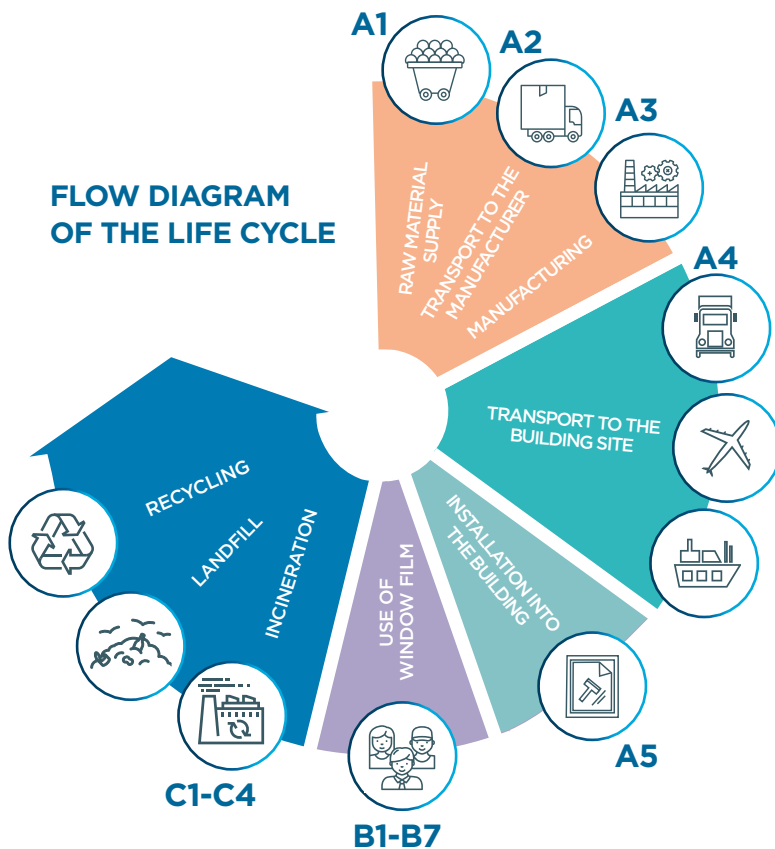 FLOW DIAGRAM
OF THE LIFE CYCLE
A1
A2
A3
RAW MATERIAL
SUPPLY
TRANSPORT TO THE
MANUFACTURER
MANUFACTURING
A4
TRANSPORT TO THE
BUILDING SITE
INSTALLATION INTO
THE BUILDING
A5
USE OF
WINDOW FILM
B1-B7
INCINERATION
LANDFILL
RECYCLING
C1-C4